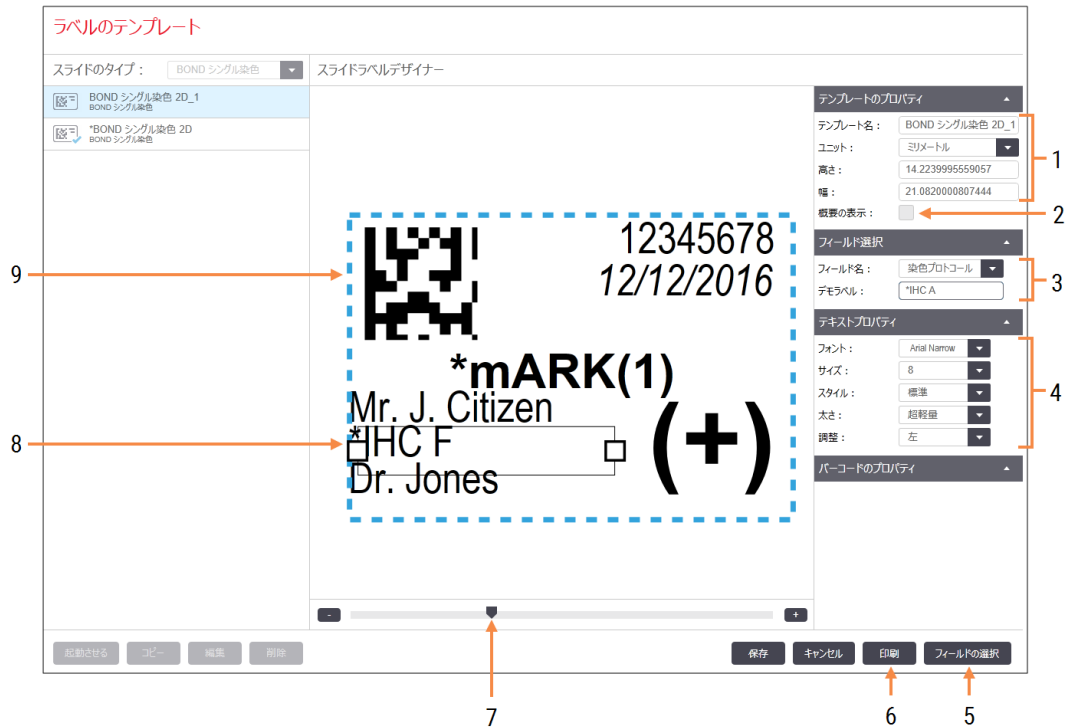 ラベルのテンプレート
スライドのタイプ： BOND シングル染色
スライドラベルデザイナー
BOND シングル染色 2D_1
BOND シングル染色
*BOND シングル染色 2D
BOND シングル染色
12345678
12/12/2016
*mARK(1)
Mr. J. Citizen
*IHC F
Dr. Jones
(+)
テンプレートのプロパティ
テンプレート名： BOND シングル染色 2D_1
ユニット： ミリメートル
高さ： 14.2239995559057
幅： 21.0820000807444
概要の表示：
フィールド選択
フィールド名： 染色プロトコール
デモラベル： *IHC A
テキストプロパティ
フォント： Arial Narrow
サイズ： 8
スタイル： 標準
太さ： 超軽量
調整： 左
バーコードのプロパティ
1
2
3
4
9
8
-
+
起動させる コピー 編集 削除
保存 キャンセル 印刷 フィールドの選択
7
6
5